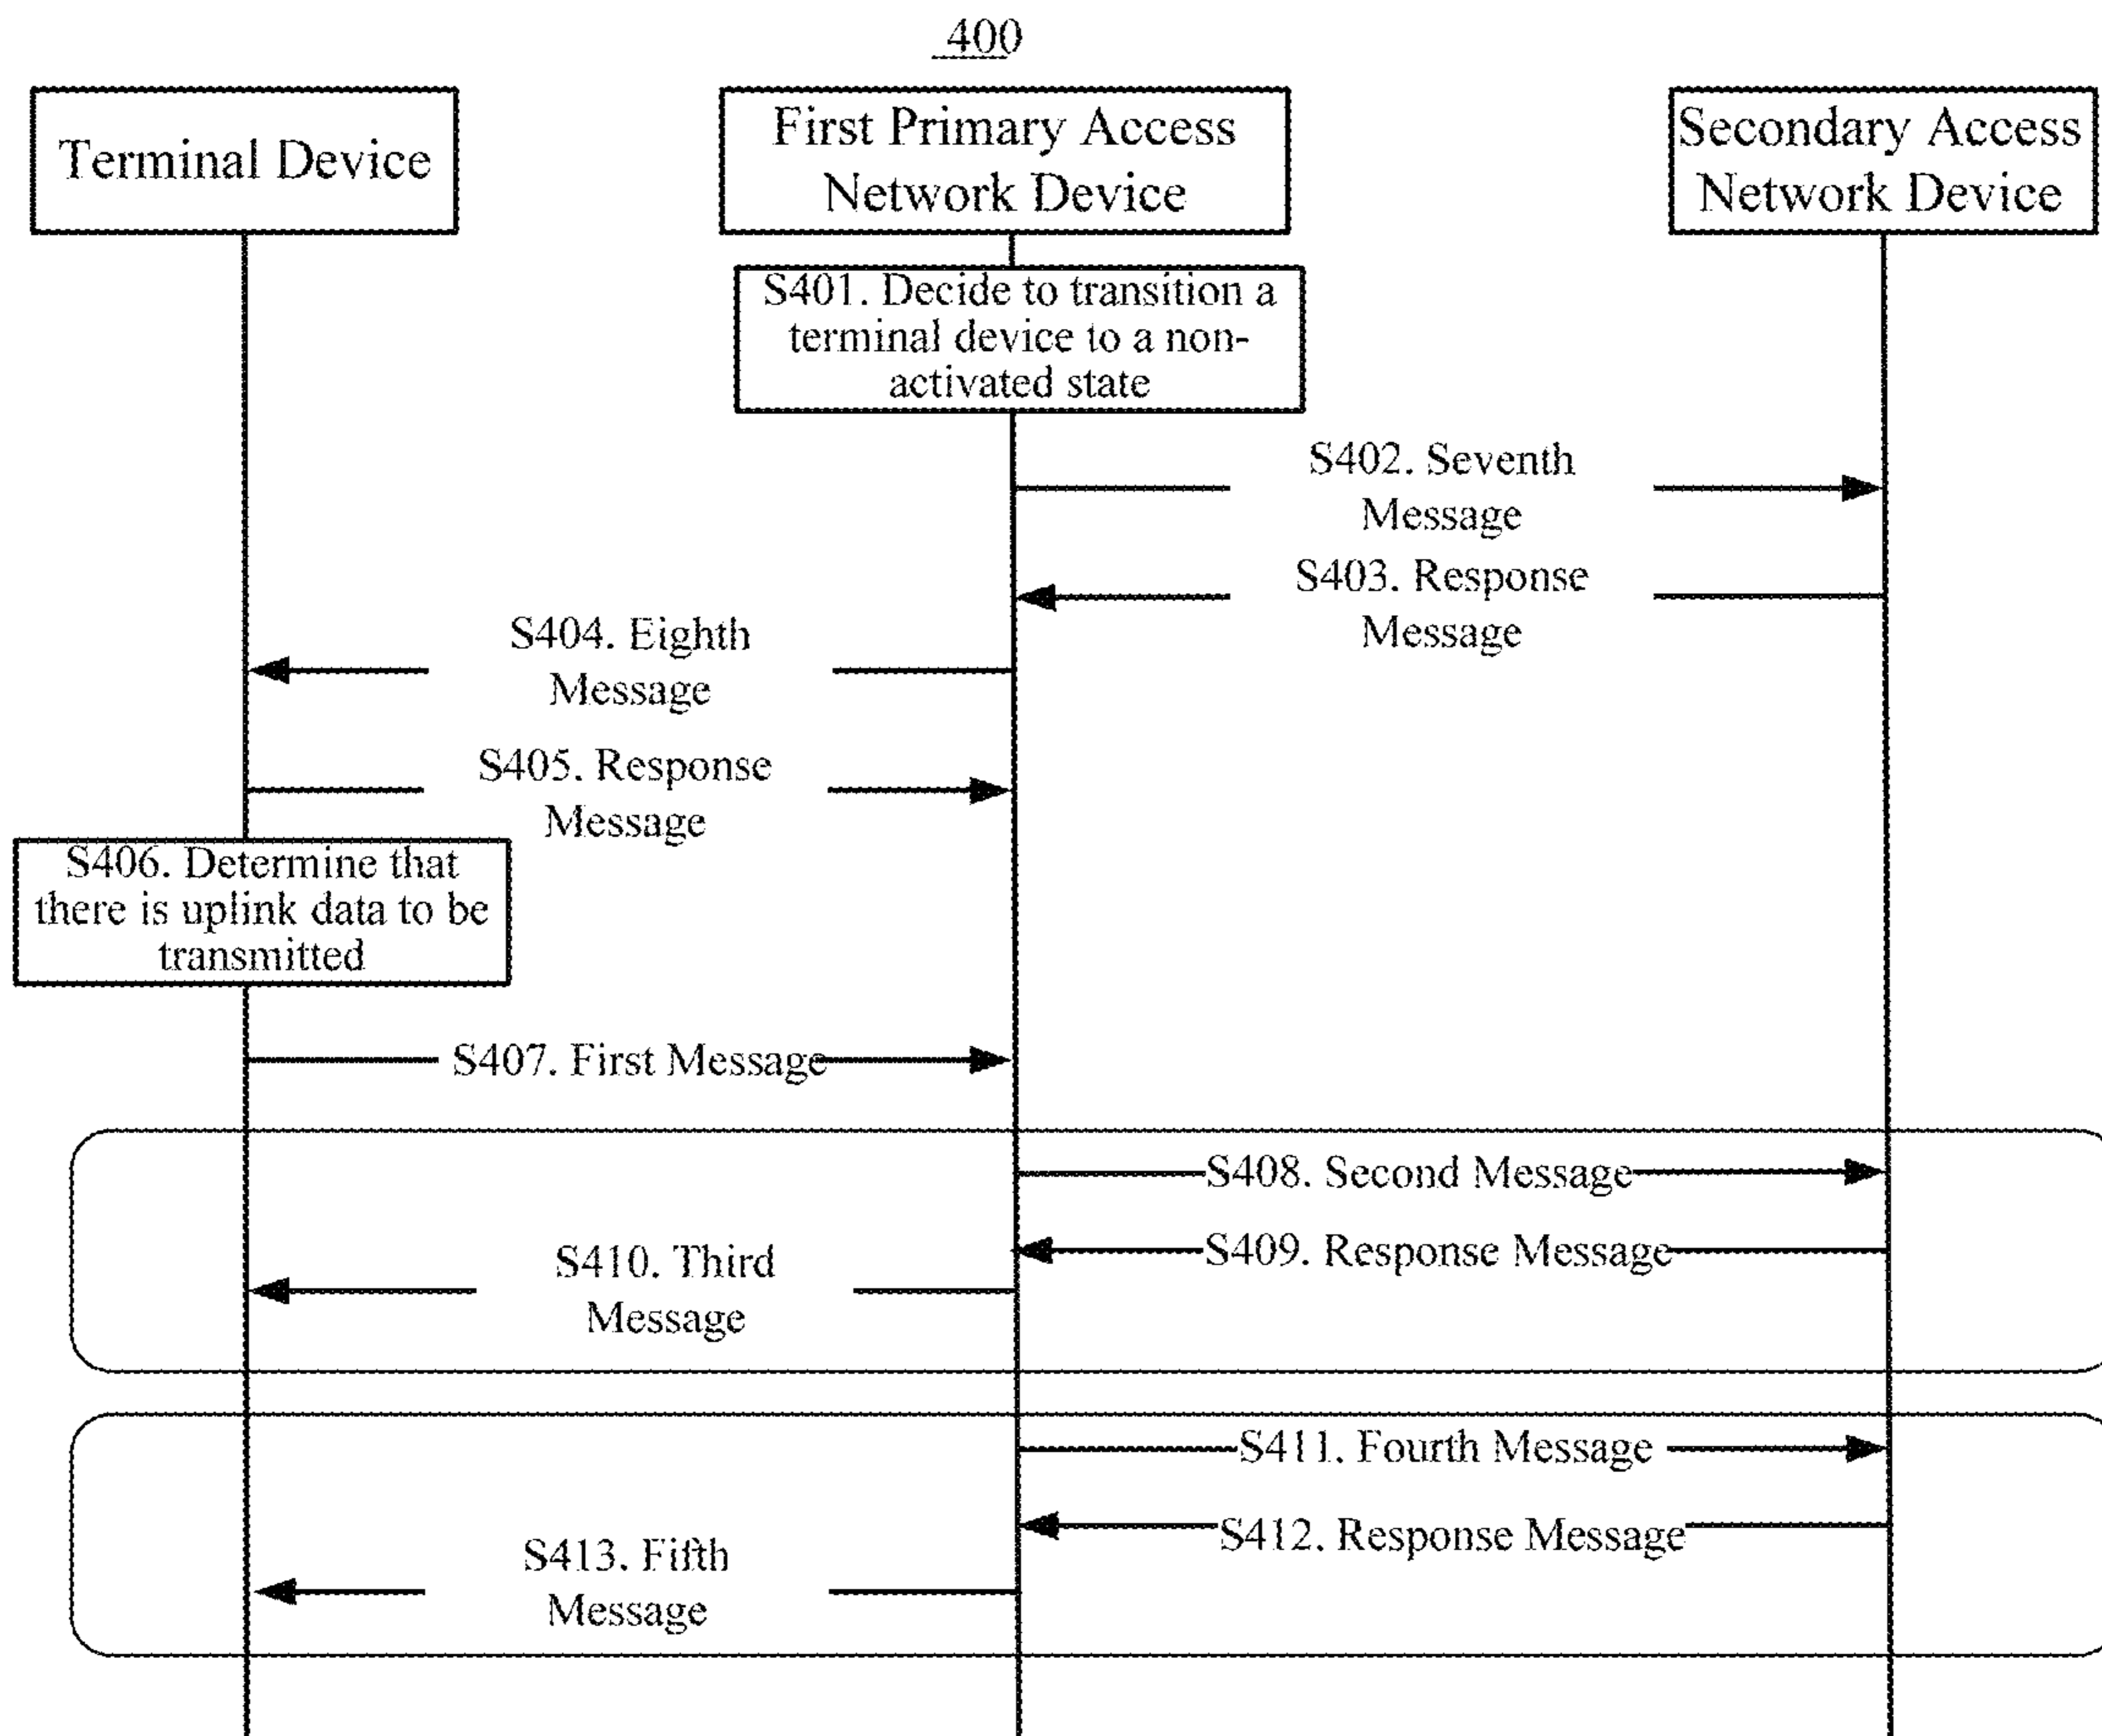 400
Terminal Device
First Primary Access
Network Device
Secondary Access
Network Device
S401. Decide to transition a
terminal device to a non-
activated state
S402. Seventh
Message
S403. Response
Message
S404. Eighth
Message
S405. Response
Message
S406. Determine that
there is uplink data to be
transmitted
S407. First Message
S408. Second Message
S409. Response Message
S410. Third
Message
S411. Fourth Message
S412. Response Message
S413. Fifth
Message